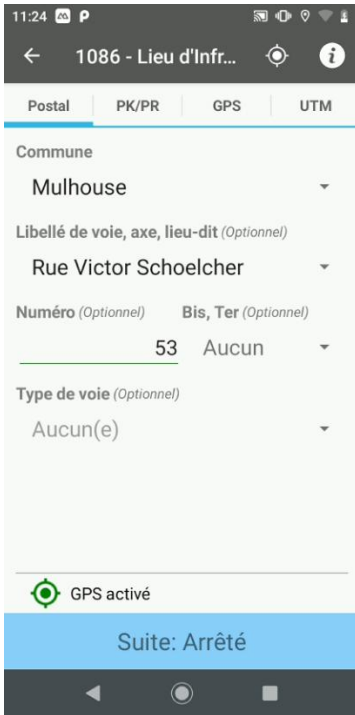 11:24
1086 - Lieu d'Infr...
Postal PK/PR GPS UTM
Commune
Mulhouse
Libellé de voie, axe, lieu-dit (Optionnel)
Rue Victor Schoelcher
Numéro (Optionnel) Bis, Ter (Optionnel)
53 Aucun
Type de voie (Optionnel)
Aucun(e)
GPS activé
Suite: Arrêté